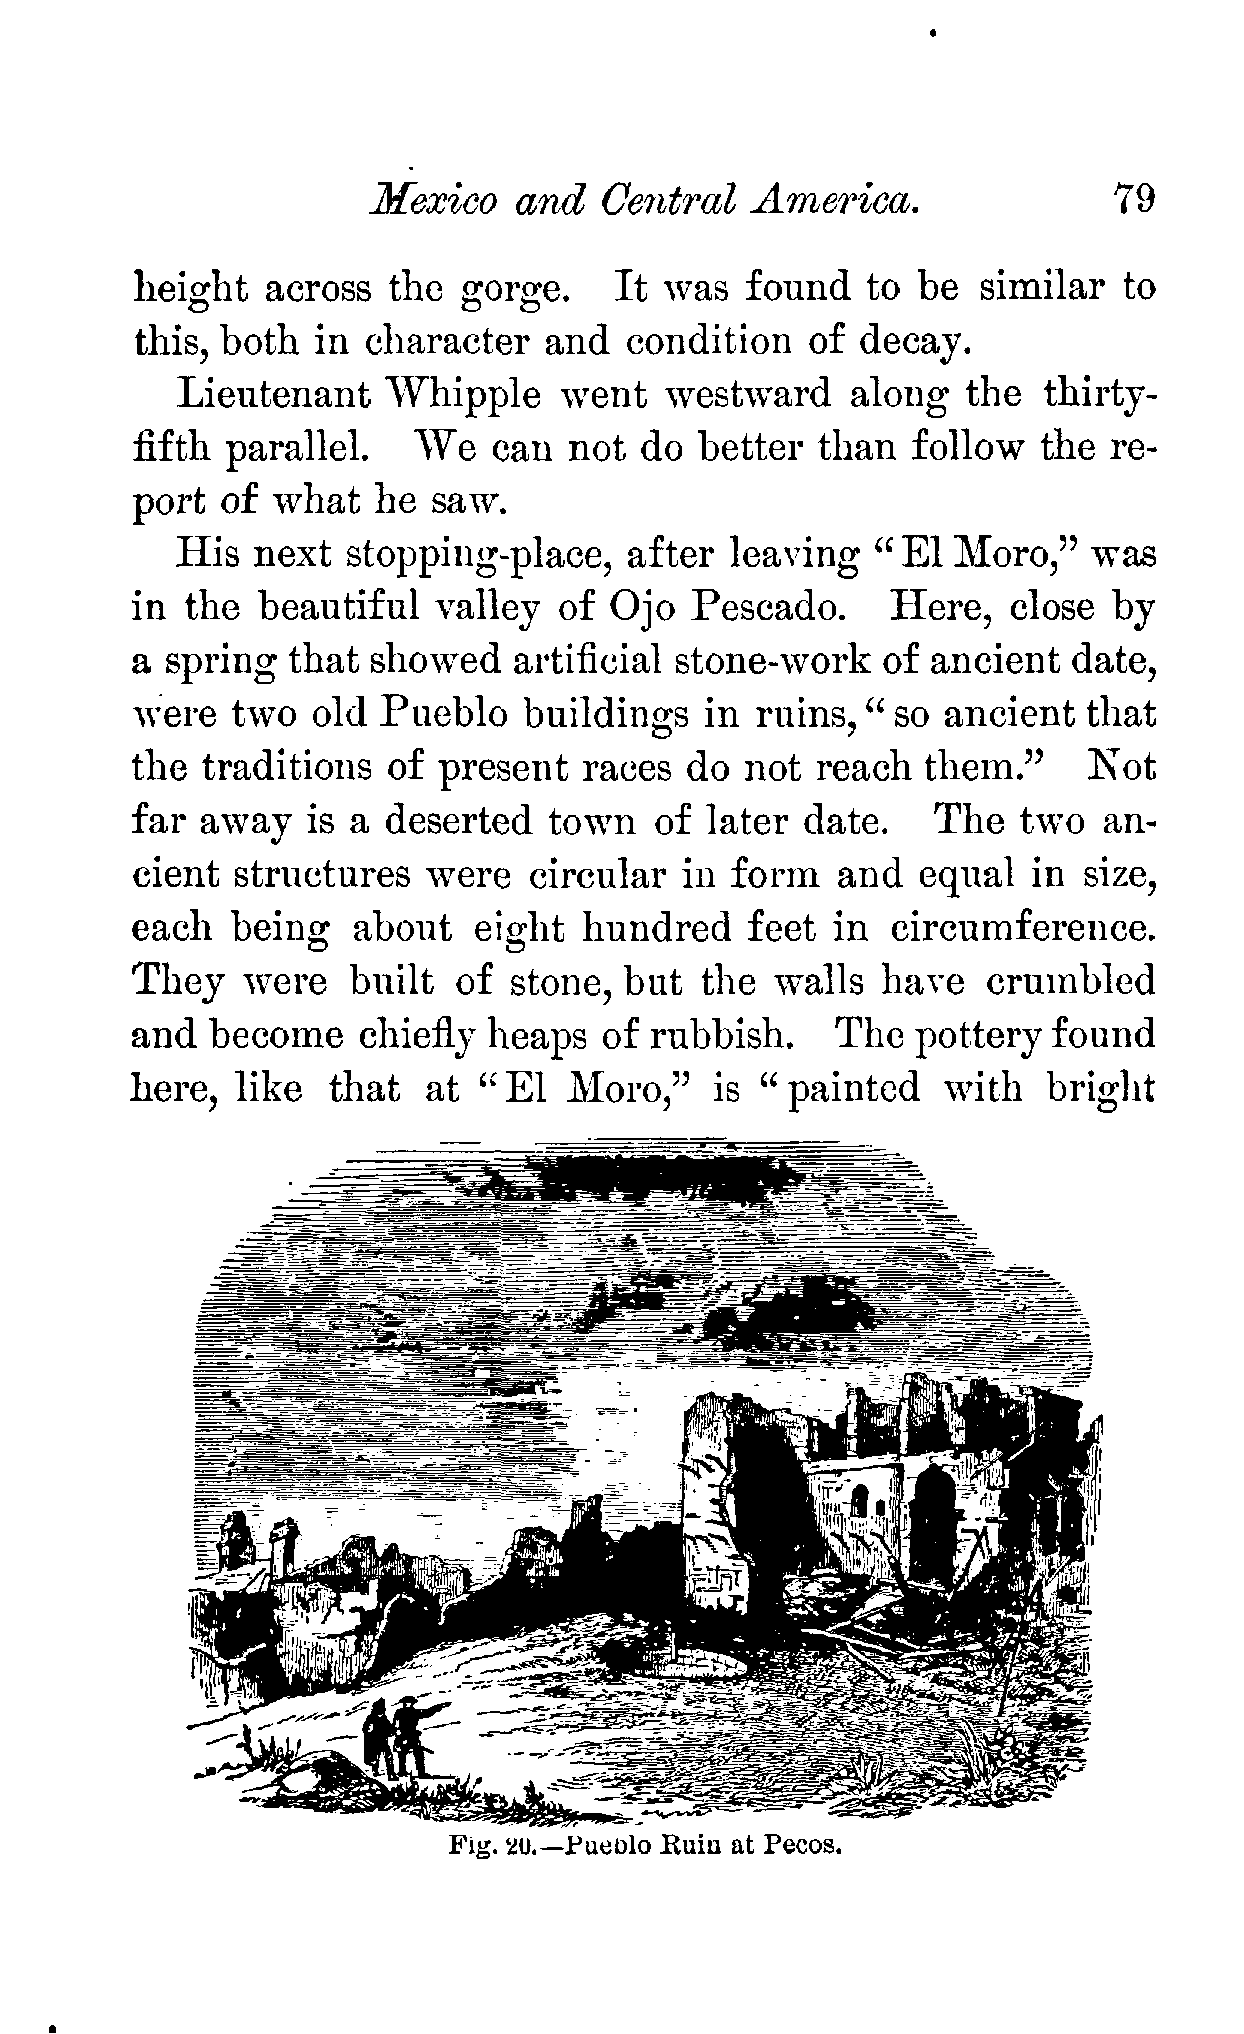 Mexico and Central America. 79
height across the gorge. It was found to be similar to
this, both in character and condition of decay.
Lieutenant Whipple went westward along the thirty-
fifth parallel. We can not do better than follow the re-
port of what he saw.
His next stopping-place, after leaving “El Moro,” was
in the beautiful valley of Ojo Pescado. Here, close by
a spring that showed artificial stone-work of ancient date,
were two old Pueblo buildings in ruins, “so ancient that
the traditions of present races do not reach them.” Not
far away is a deserted town of later date. The two an-
cient structures were circular in form and equal in size,
each being about eight hundred feet in circumference.
They were built of stone, but the walls have crumbled
and become chiefly heaps of rubbish. The pottery found
here, like that at “El Moro,” is “painted with bright
Fig. 20.—Pueblo Ruin at Pecos.